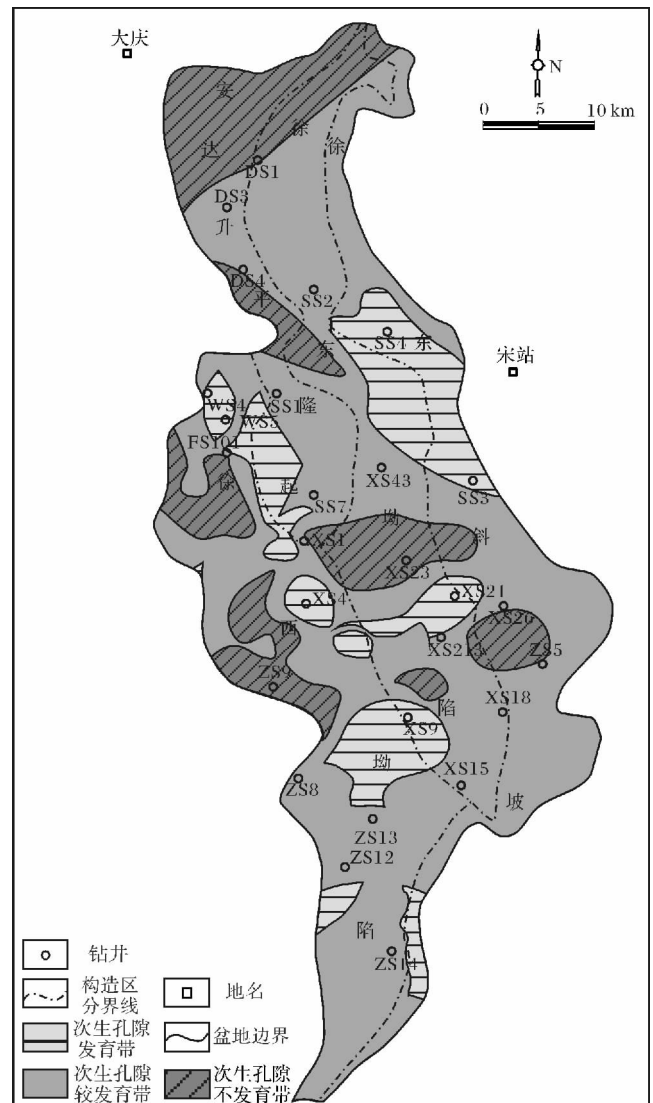 大庆
N
0 5 10 km
安
达
徐
徐
DS1
DS3
升
DS4
平
SS2
东
SS4
东
宋站
WS4
SS1
隆
WS5
FS101
徐
起
XS43
SS7
SS3
坳
斜
XS1
XS23
XS4
XS21
XS26
西
XS213
ZS5
ZS9
陷
XS18
XS9
坳
XS15
坡
ZS8
ZS13
ZS12
陷
ZS14
钻井
构造区
分界线
地名
次生孔隙
发育带
盆地边界
次生孔隙
较发育带
次生孔隙
不发育带